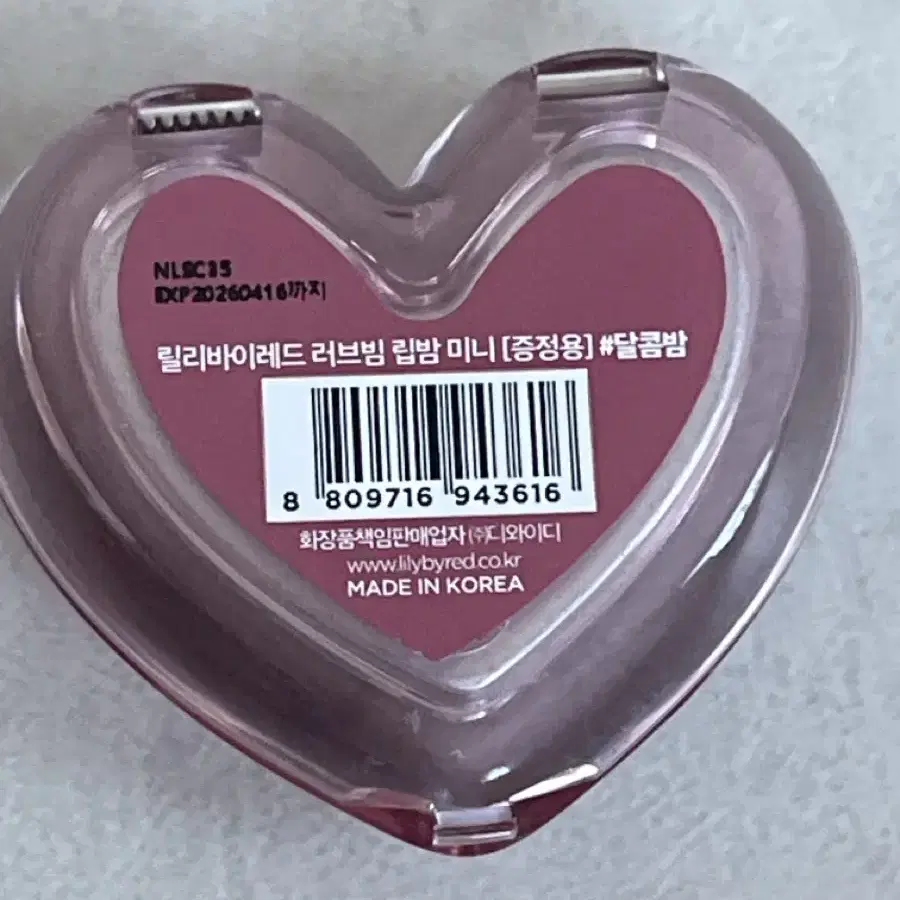 NLSC15
EXP20260416까지
릴리바이레드 러브빔 립밤 미니 [증정용] #달콤밤
8 809716 943616
화장품책임판매업자 ㈜디와이디
www.lilybyred.co.kr
MADE IN KOREA